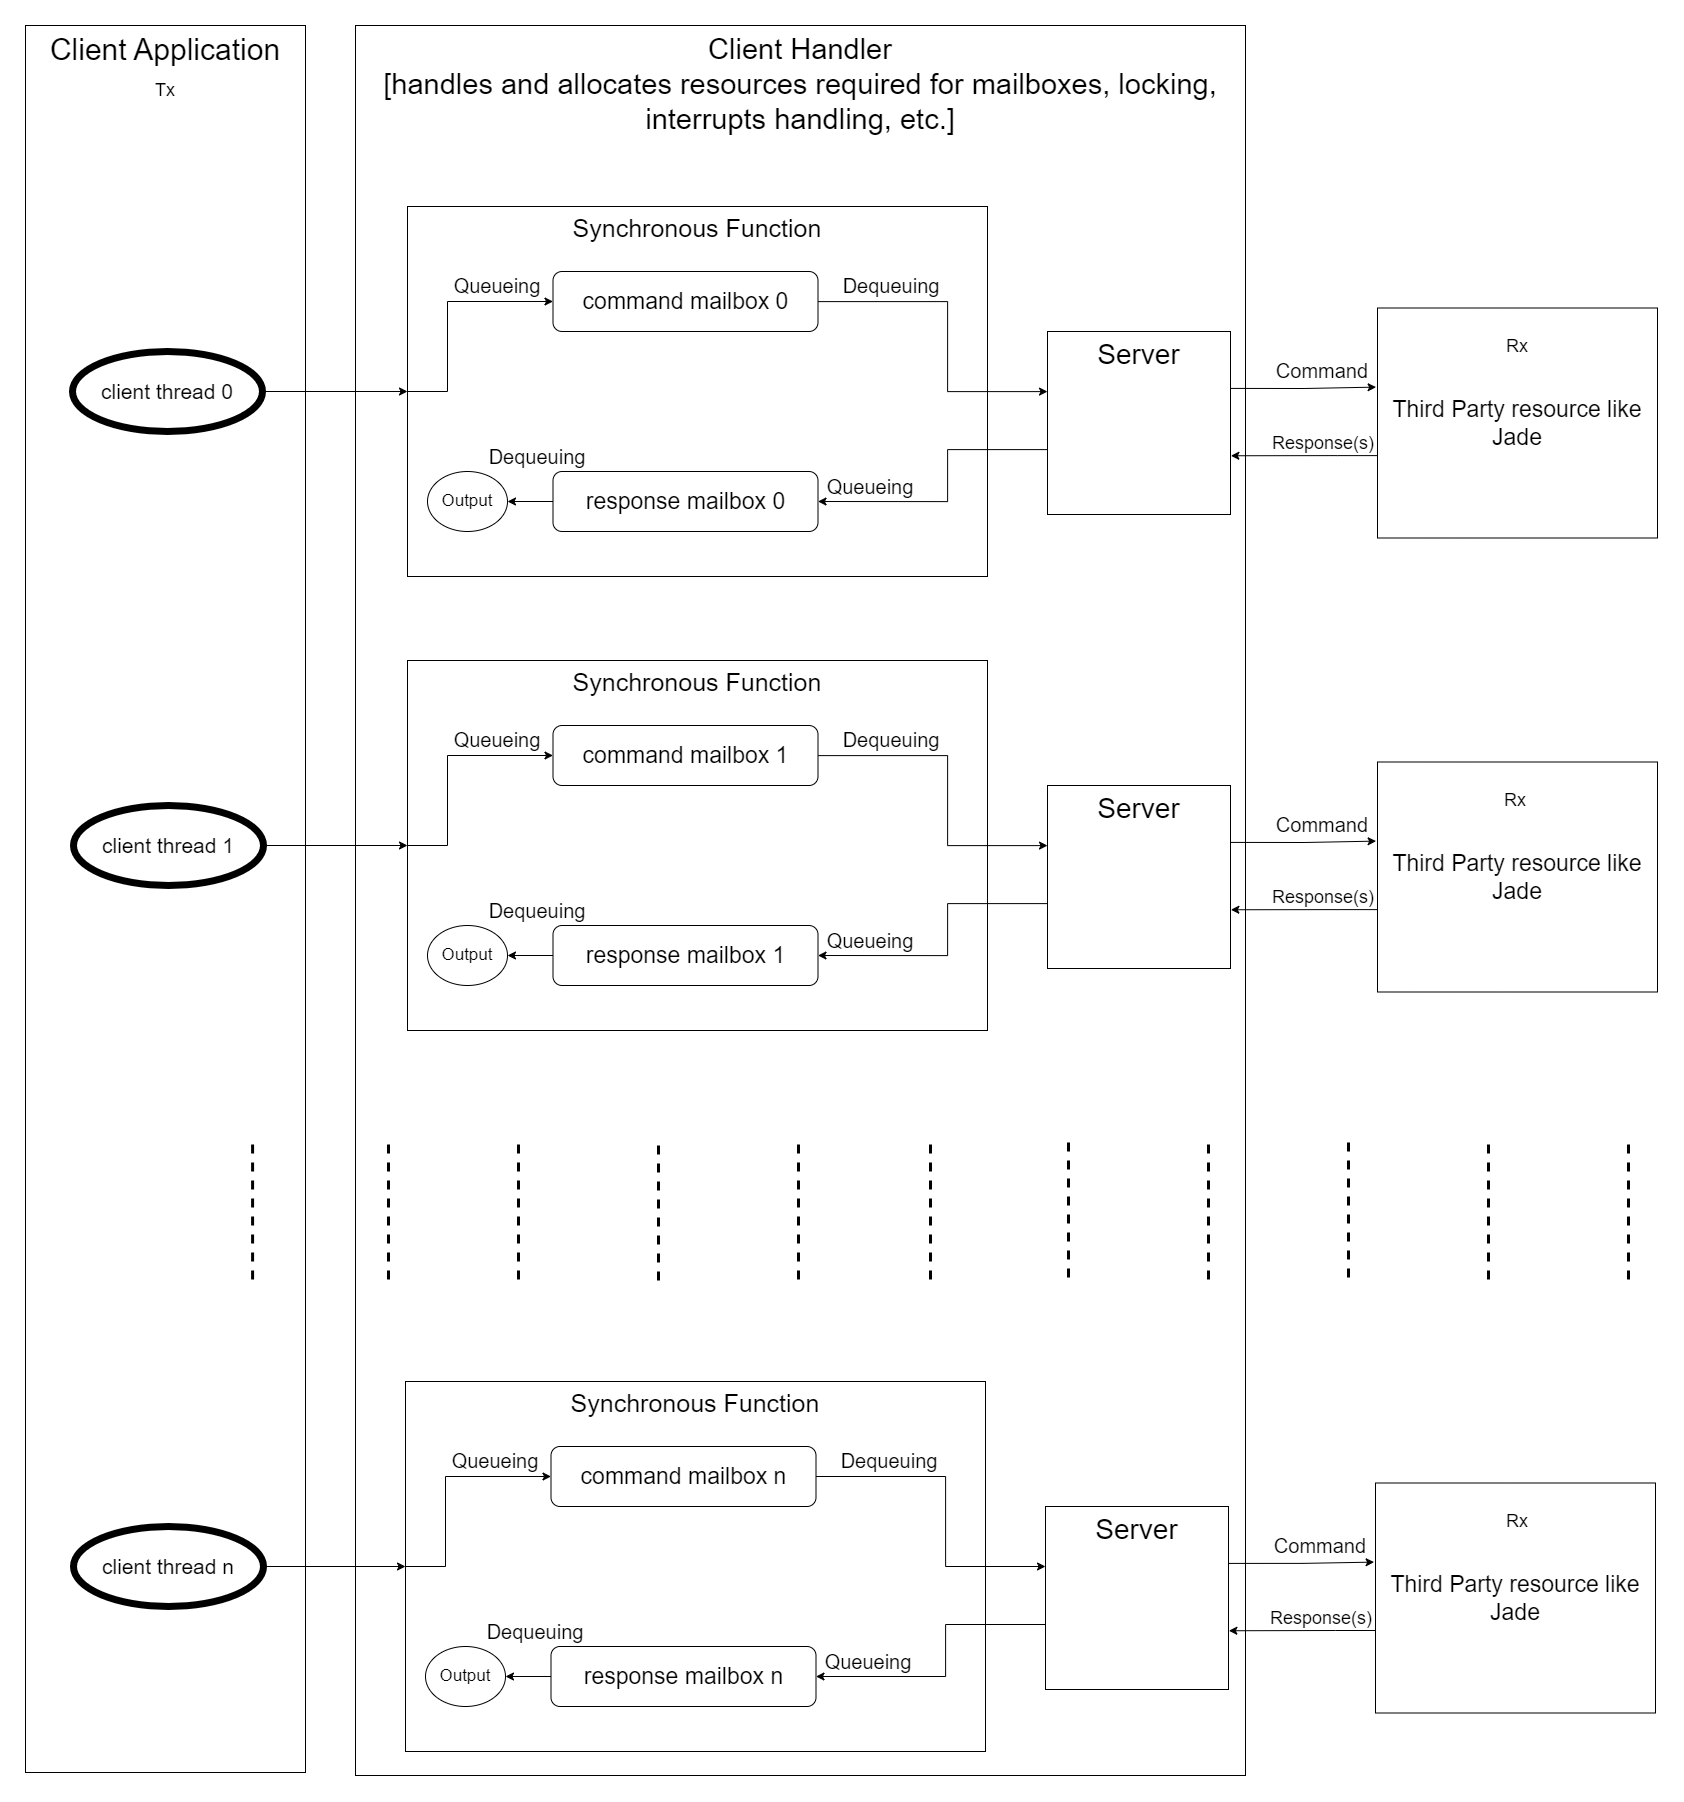 Client Application
Tx
Client Handler
[handles and allocates resources required for mailboxes, locking,
interrupts handling, etc.]
Synchronous Function
Queueing
command mailbox 0
Dequeuing
client thread 0
Server
Command
Response(s)
Rx
Third Party resource like
Jade
Dequeuing
Output
response mailbox 0
Queueing
Synchronous Function
Queueing
command mailbox 1
Dequeuing
client thread 1
Server
Command
Response(s)
Rx
Third Party resource like
Jade
Dequeuing
Output
response mailbox 1
Queueing
Synchronous Function
Queueing
command mailbox n
Dequeuing
client thread n
Server
Command
Response(s)
Rx
Third Party resource like
Jade
Dequeuing
Output
response mailbox n
Queueing